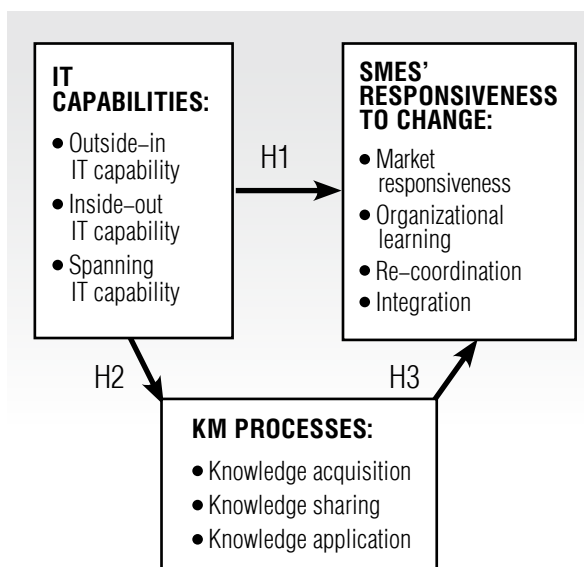 IT
CAPABILITIES:
● Outside–in
IT capability
● Inside–out
IT capability
● Spanning
IT capability
H1
SMES’
RESPONSIVENESS
TO CHANGE:
● Market
responsiveness
● Organizational
learning
● Re–coordination
● Integration
H2
H3
KM PROCESSES:
● Knowledge acquisition
● Knowledge sharing
● Knowledge application